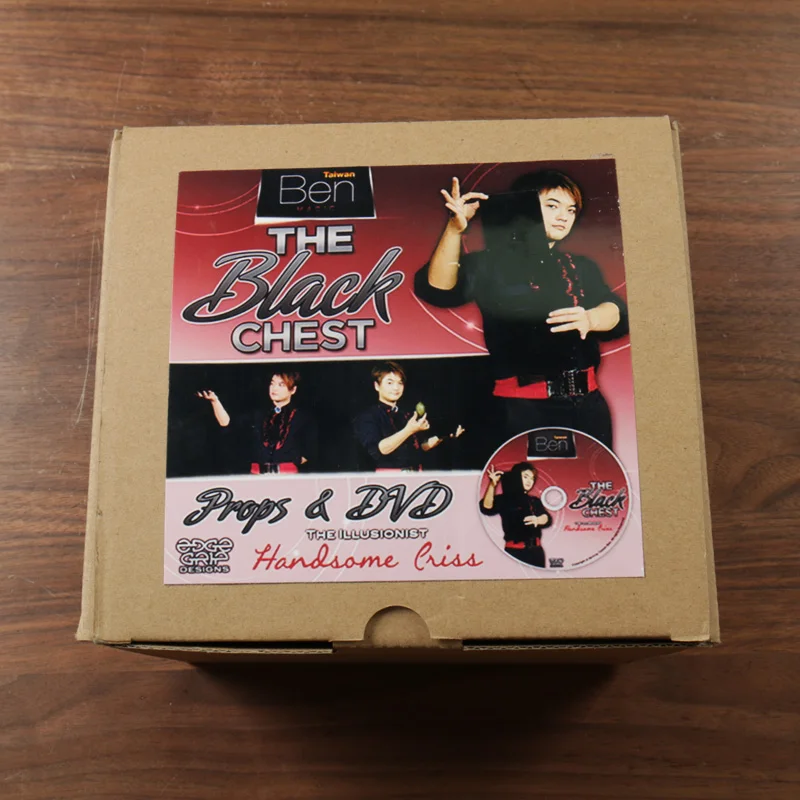 Taiwan
Ben
MAGIC
THE
Black
CHEST
Props & DVD
THE ILLUSIONIST
Handsome Criss
EDGE
GRIP
DESIGNS
Taiwan
Ben
THE
Black
CHEST
Handsome Criss